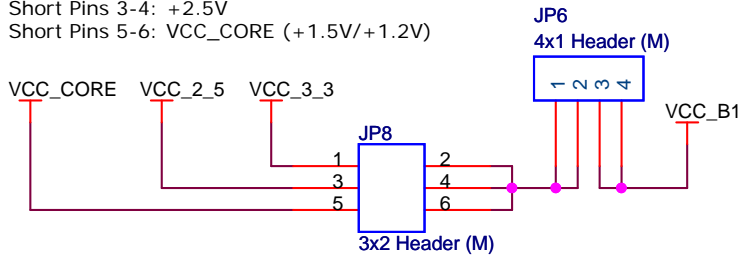 Short Pins 3-4: +2.5V
Short Pins 5-6: VCC_CORE (+1.5V/+1.2V)
JP6
4x1 Header (M)
1 2 3 4
VCC_CORE VCC_2_5 VCC_3_3
VCC_B1
JP8
1 2
3 4
5 6
3x2 Header (M)